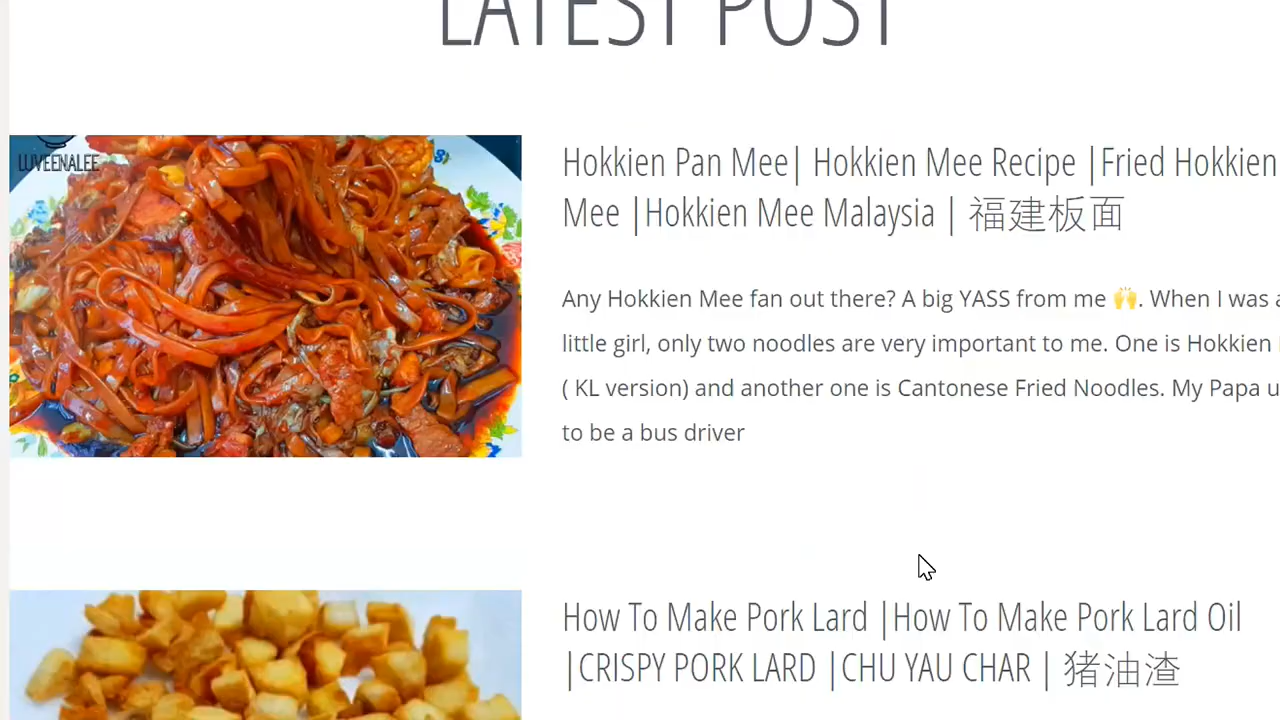 LATEST POST
LUVEENALEE
Hokkien Pan Mee| Hokkien Mee Recipe |Fried Hokkien
Mee |Hokkien Mee Malaysia | 福建板面
Any Hokkien Mee fan out there? A big YASS from me 🙌. When I was a
little girl, only two noodles are very important to me. One is Hokkien
( KL version) and another one is Cantonese Fried Noodles. My Papa u
to be a bus driver
How To Make Pork Lard |How To Make Pork Lard Oil
|CRISPY PORK LARD |CHU YAU CHAR | 猪油渣